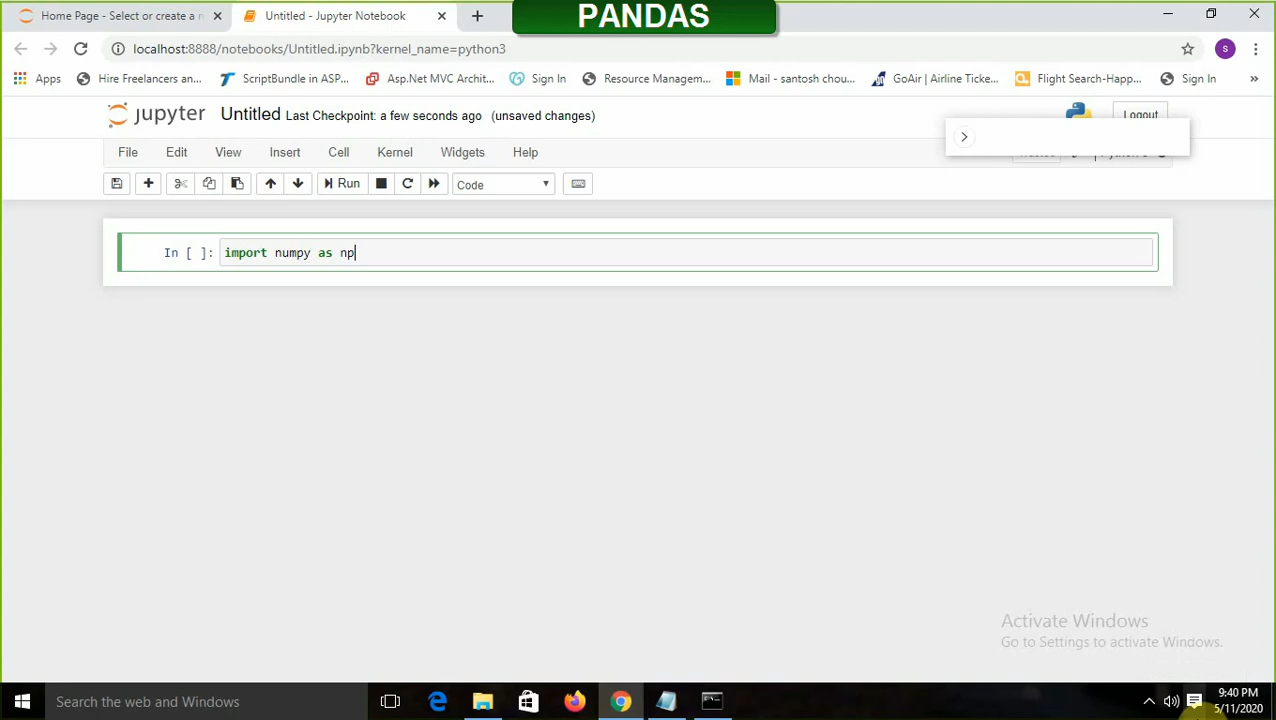 PANDAS
Home Page - Select or create a n
Untitled - Jupyter Notebook
localhost:8888/notebooks/Untitled.ipynb?kernel_name=python3
S
Apps
Hire Freelancers an...
ScriptBundle in ASP...
Asp.Net MVC Archit...
Sign In
Resource Managem...
Mail - santosh chou...
GoAir | Airline Ticke...
Flight Search-Happ...
Sign In
jupyter Untitled Last Checkpoint: a few seconds ago (unsaved changes)
Logout
File Edit View Insert Cell Kernel Widgets Help
Run
Code
In [ ]: import numpy as np
Activate Windows
Go to Settings to activate Windows.
Search the web and Windows
9:40 PM
5/11/2020